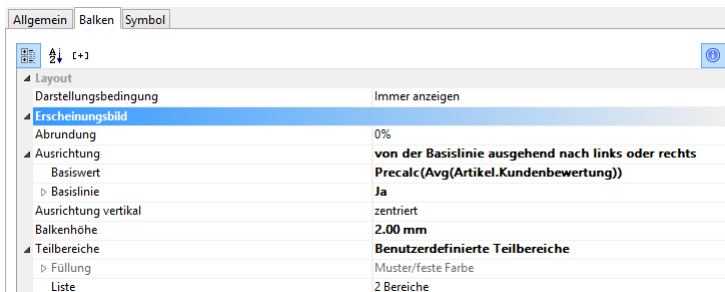 Allgemein Balken Symbol
Layout
Darstellungsbedingung Immer anzeigen
Erscheinungsbild
Abrundung 0%
Ausrichtung von der Basislinie ausgehend nach links oder rechts
Basiswert Precalc(Avg(Artikel.Kundenbewertung))
Basislinie Ja
Ausrichtung vertikal zentriert
Balkenhöhe 2.00 mm
Teilbereiche Benutzerdefinierte Teilbereiche
Füllung Muster/feste Farbe
Liste 2 Bereiche